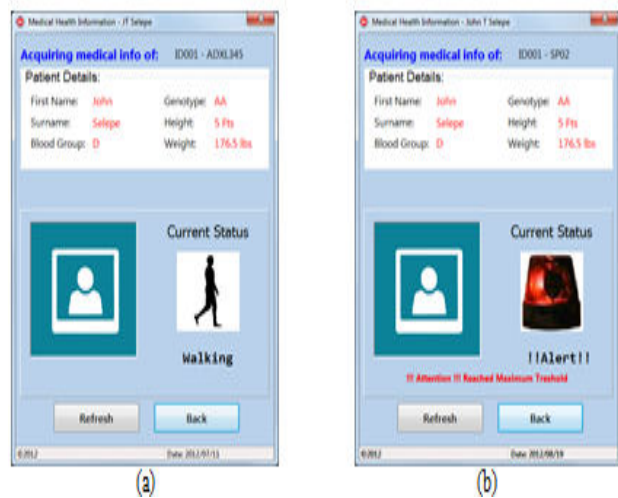 Medical Health Information - JT Selepe
Acquiring medical info of: ID001 - ADXL345
Patient Details:
First Name: John Genotype: AA
Surname: Selepe Height: 5 Fts
Blood Group: D Weight: 176.5 lbs
Current Status
Walking
Refresh Back
©2012 Date: 2012/07/11
(a)
Medical Health Information - John T Selepe
Acquiring medical info of: ID001 - SP02
Patient Details:
First Name: John Genotype: AA
Surname: Selepe Height: 5 Fts
Blood Group: D Weight: 176.5 lbs
Current Status
!!Alert!!
!!! Attention !!! Reached Maximum Treshold
Refresh Back
©2012 Date: 2012/08/19
(b)